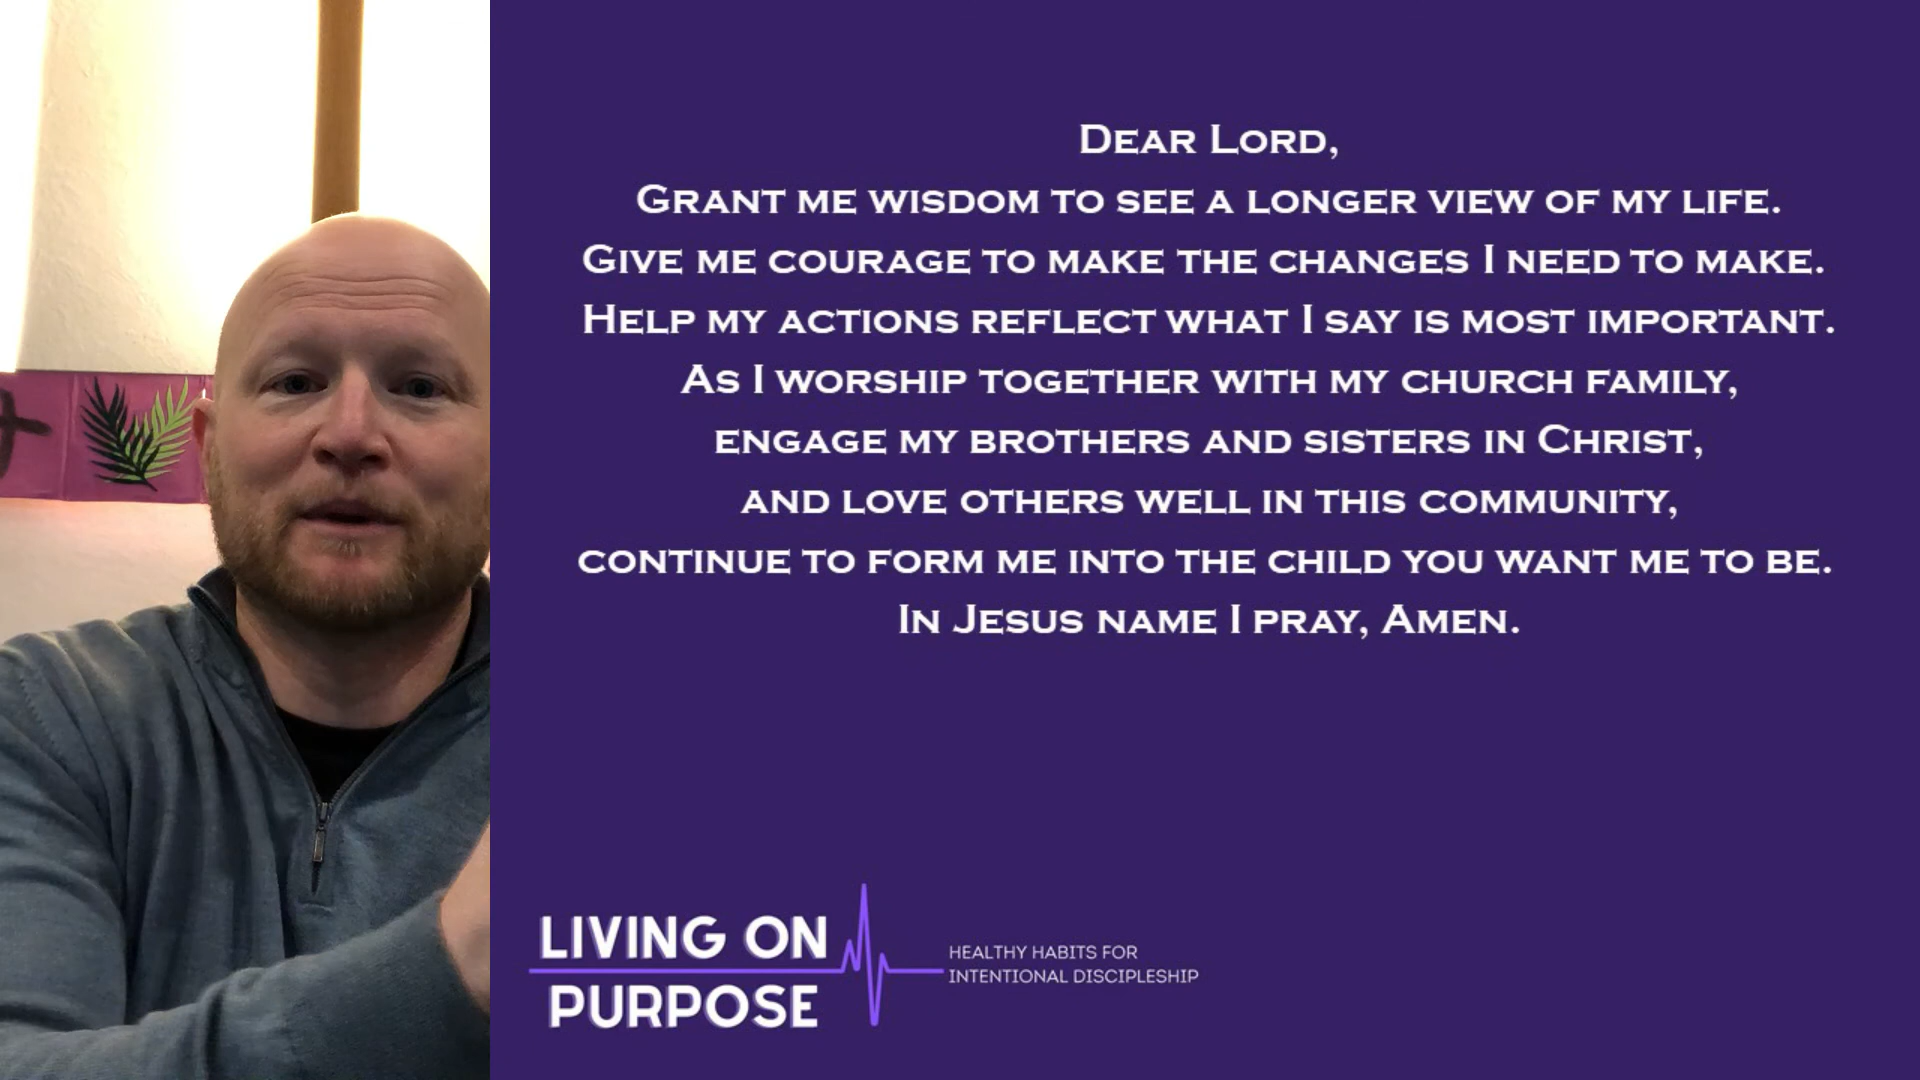 Dear Lord,
Grant me wisdom to see a longer view of my life.
Give me courage to make the changes I need to make.
Help my actions reflect what I say is most important.
As I worship together with my church family,
engage my brothers and sisters in Christ,
and love others well in this community,
continue to form me into the child you want me to be.
In Jesus name I pray, Amen.
LIVING ON
PURPOSE
HEALTHY HABITS FOR
INTENTIONAL DISCIPLESHIP